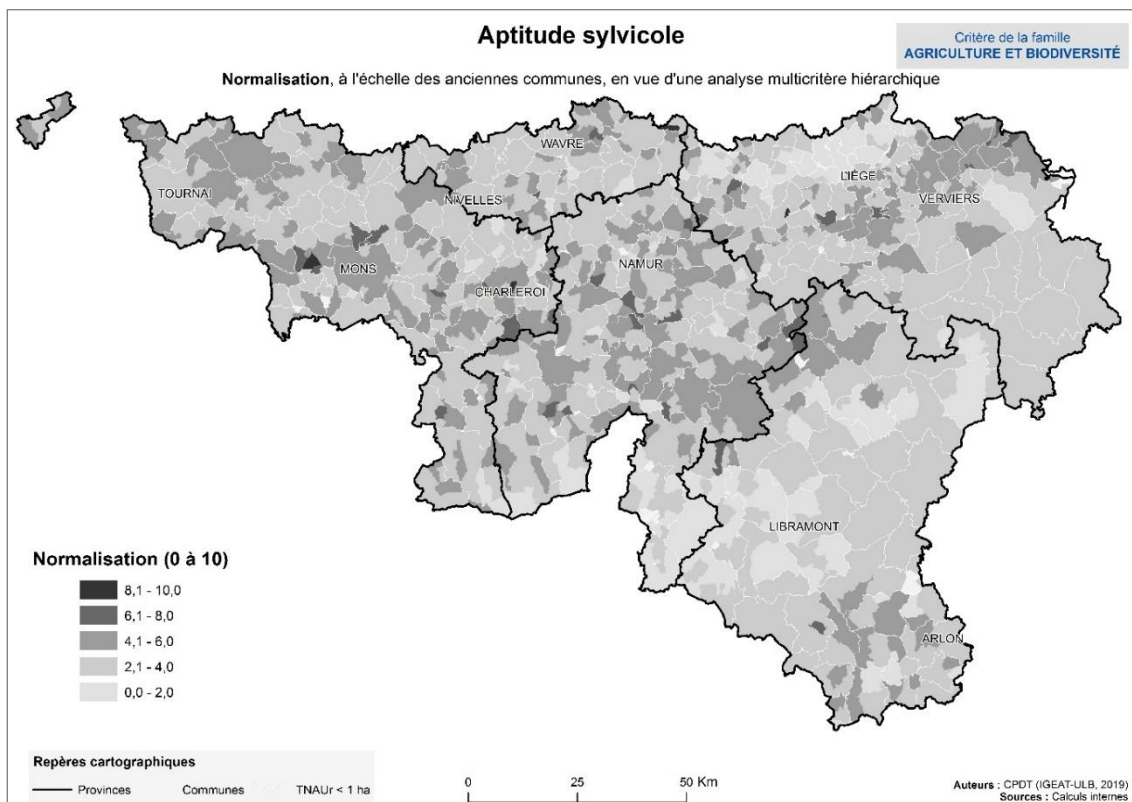 Aptitude sylvicole
Critère de la famille
AGRICULTURE ET BIODIVERSITÉ
Normalisation, à l'échelle des anciennes communes, en vue d'une analyse multicritère hiérarchique
WAVRE
LIÈGE
TOURNAI
NIVELLES
VERVIERS
NAMUR
MONS
CHARLEROI
LIBRAMONT
ARLON
Normalisation (0 à 10)
8,1 - 10,0
6,1 - 8,0
4,1 - 6,0
2,1 - 4,0
0,0 - 2,0
Repères cartographiques
Provinces Communes TNAUr < 1 ha
0 25 50 Km
Auteurs : CPDT (IGEAT-ULB, 2019)
Sources : Calculs internes